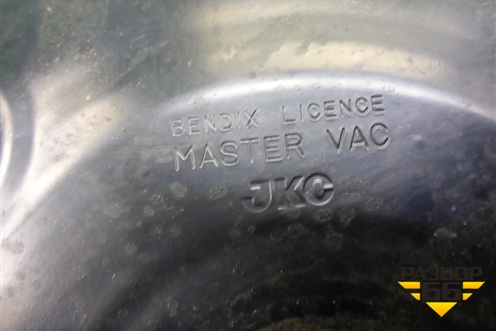 BENDIX LICENCE
MASTER VAC
JKC
РАЗБОР
66